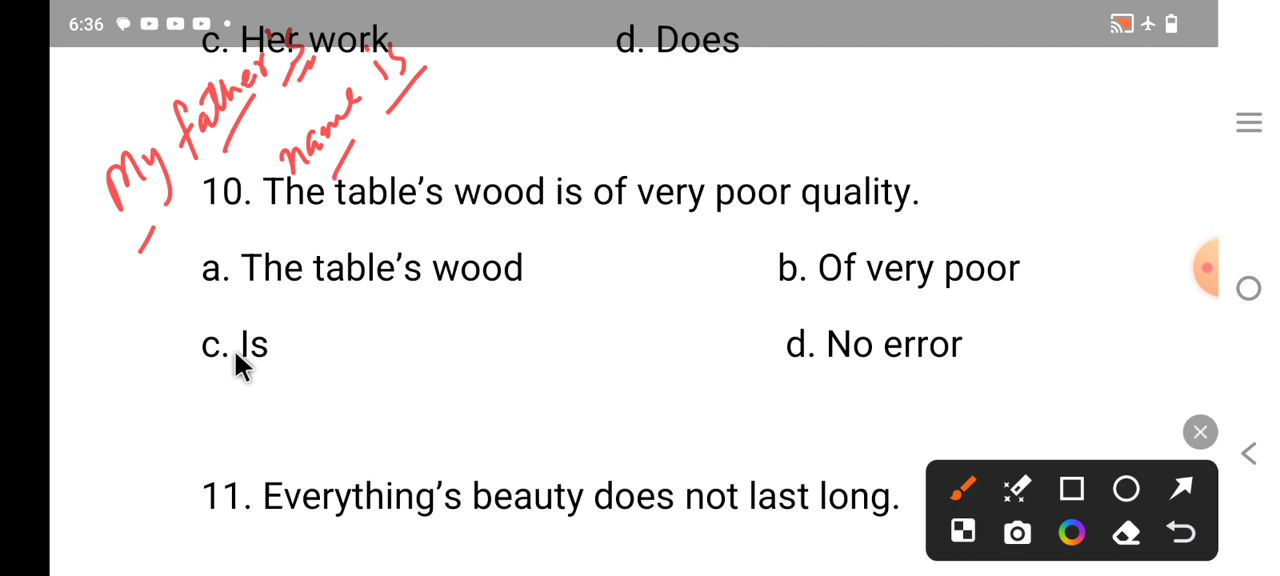 6:36
c. Her work d. Does
My father's
name is
10. The table’s wood is of very poor quality.
a. The table’s wood b. Of very poor
c. Is d. No error
11. Everything’s beauty does not last long.